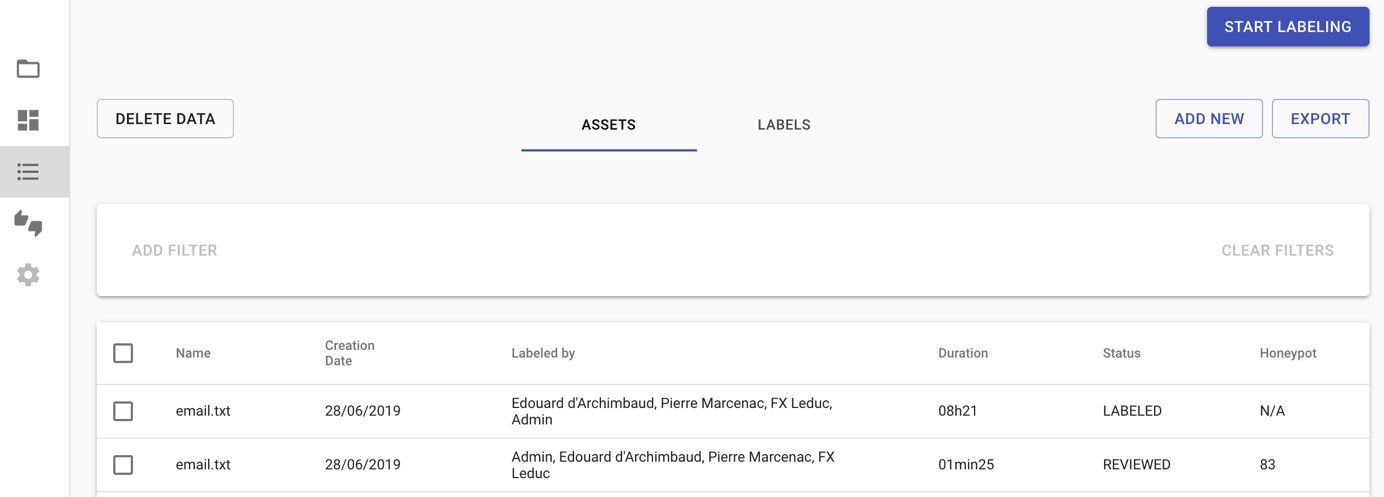 START LABELING
DELETE DATA
ASSETS
LABELS
ADD NEW
EXPORT
ADD FILTER
CLEAR FILTERS
Name
Creation
Date
Labeled by
Duration
Status
Honeypot
email.txt
28/06/2019
Edouard d'Archimbaud, Pierre Marcenac, FX Leduc,
Admin
08h21
LABELED
N/A
email.txt
28/06/2019
Admin, Edouard d'Archimbaud, Pierre Marcenac, FX
Leduc
01min25
REVIEWED
83